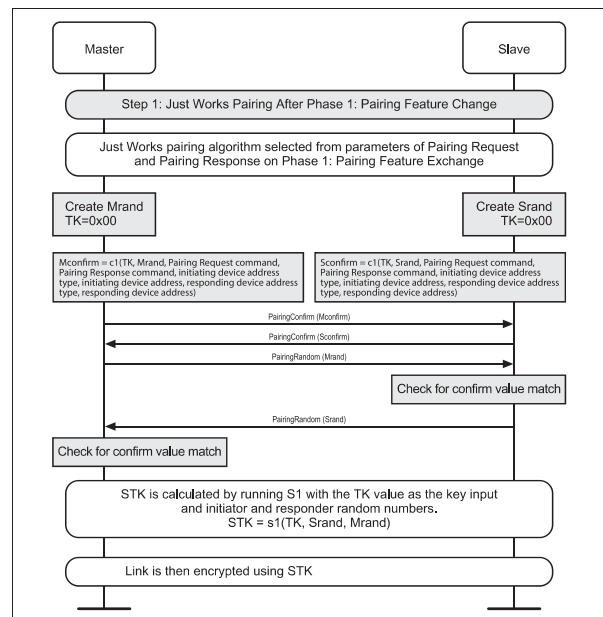 Master
Slave
Step 1: Just Works Pairing After Phase 1: Pairing Feature Change
Just Works pairing algorithm selected from parameters of Pairing Request
and Pairing Response on Phase 1: Pairing Feature Exchange
Create Mrand
TK=0x00
Create Srand
TK=0x00
Mconfirm = c1(TK, Mrand, Pairing Request command,
Pairing Response command, initiating device address
type, initiating device address, responding device address
type, responding device address)
Sconfirm = c1(TK, Srand, Pairing Request command,
Pairing Response command, initiating device address
type, initiating device address, responding device address
type, responding device address)
PairingConfirm (Mconfirm)
PairingConfirm (Sconfirm)
PairingRandom (Mrand)
Check for confirm value match
PairingRandom (Srand)
Check for confirm value match
STK is calculated by running S1 with the TK value as the key input
and initiator and responder random numbers.
STK = s1(TK, Srand, Mrand)
Link is then encrypted using STK